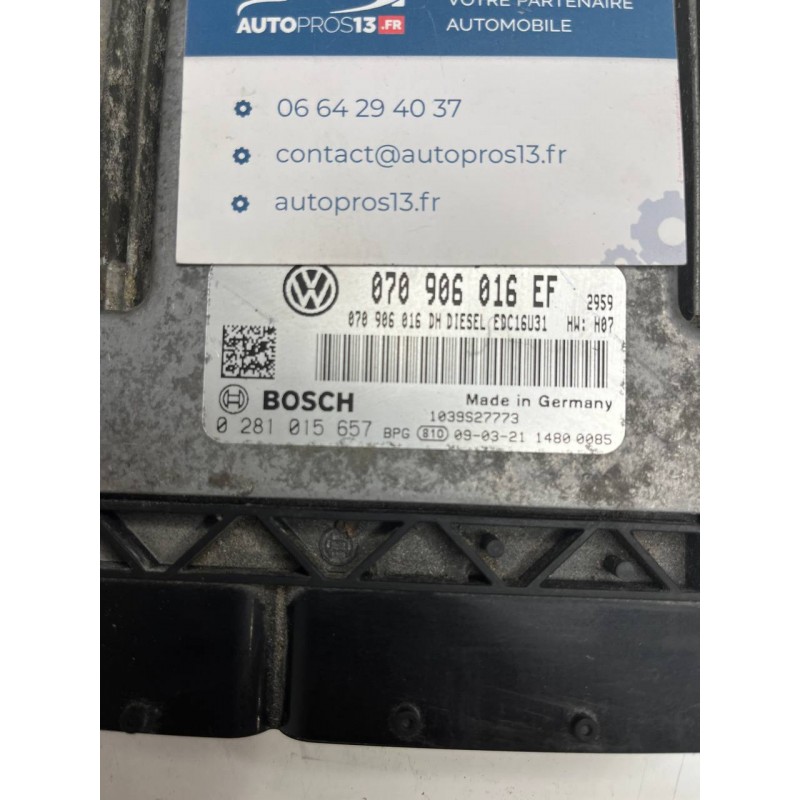 AUTOPROS13.FR
VOTRE PARTENAIRE
AUTOMOBILE
06 64 29 40 37
contact@autopros13.fr
autopros13.fr
070 906 016 EF 2959
070 906 016 DH DIESEL EDC16U31 HW: H07
BOSCH Made in Germany
1039S27773
0 281 015 657 BPG 810 09-03-21 1480 0085